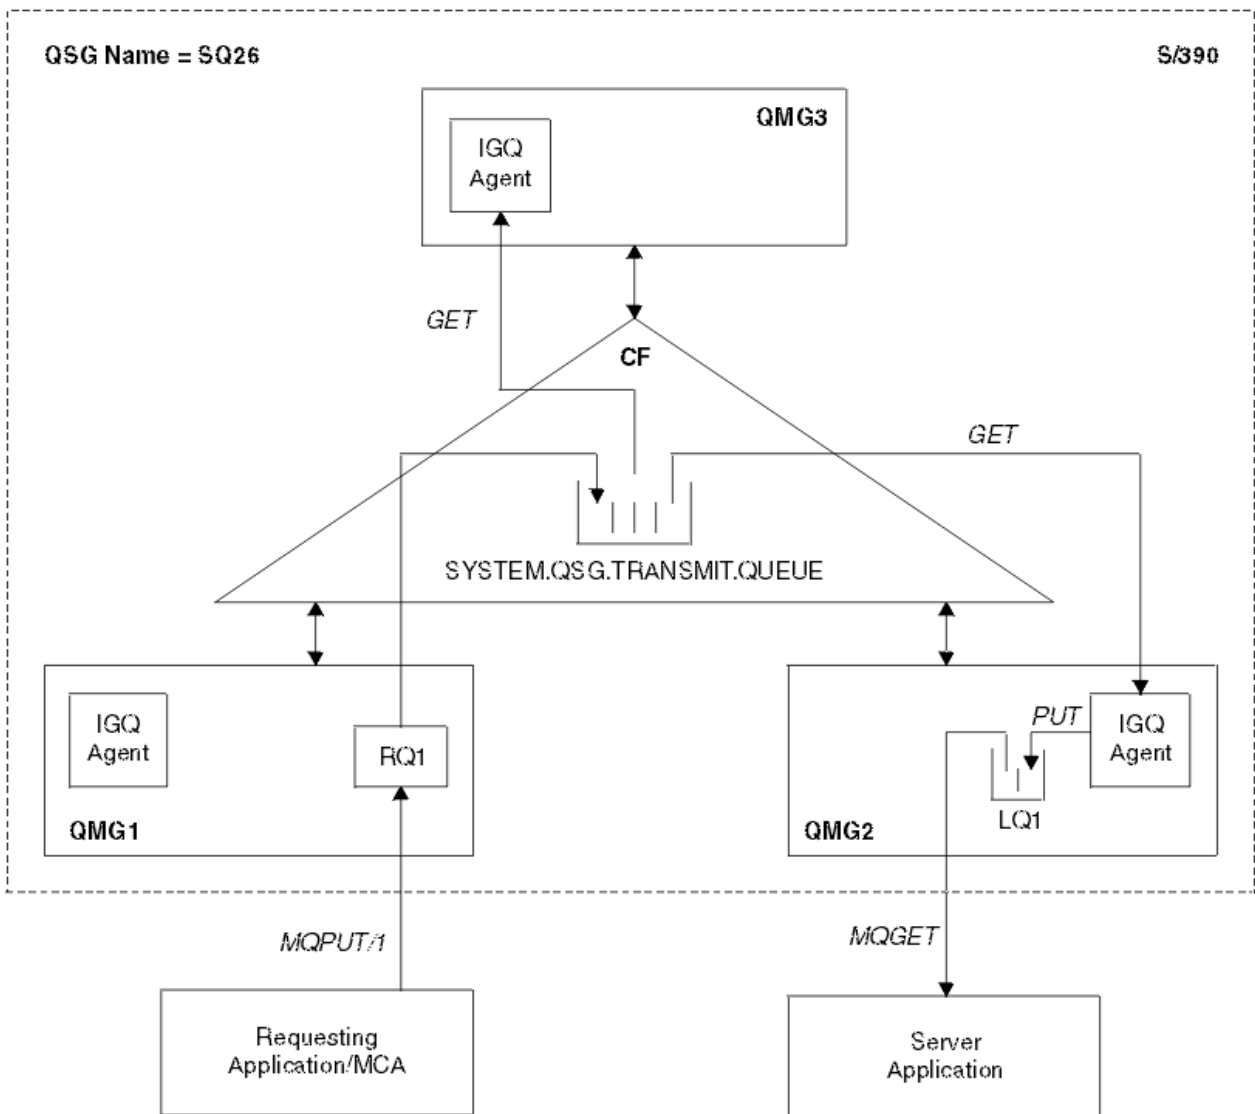 QSG Name = SQ26
S/390
QMG3
IGQ
Agent
GET
CF
GET
SYSTEM.QSG.TRANSMIT.QUEUE
IGQ
Agent
RQ1
QMG1
PUT
IGQ
Agent
LQ1
QMG2
MQPUT/1
MQGET
Requesting
Application/MCA
Server
Application